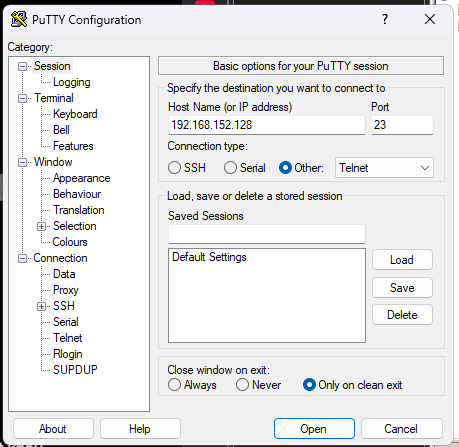 PuTTY Configuration
Category:
Session
Logging
Terminal
Keyboard
Bell
Features
Window
Appearance
Behaviour
Translation
Selection
Colours
Connection
Data
Proxy
SSH
Serial
Telnet
Rlogin
SUPDUP
Basic options for your PuTTY session
Specify the destination you want to connect to
Host Name (or IP address) Port
192.168.152.128 23
Connection type:
SSH Serial Other: Telnet
Load, save or delete a stored session
Saved Sessions
Default Settings
Load
Save
Delete
Close window on exit:
Always Never Only on clean exit
About Help Open Cancel